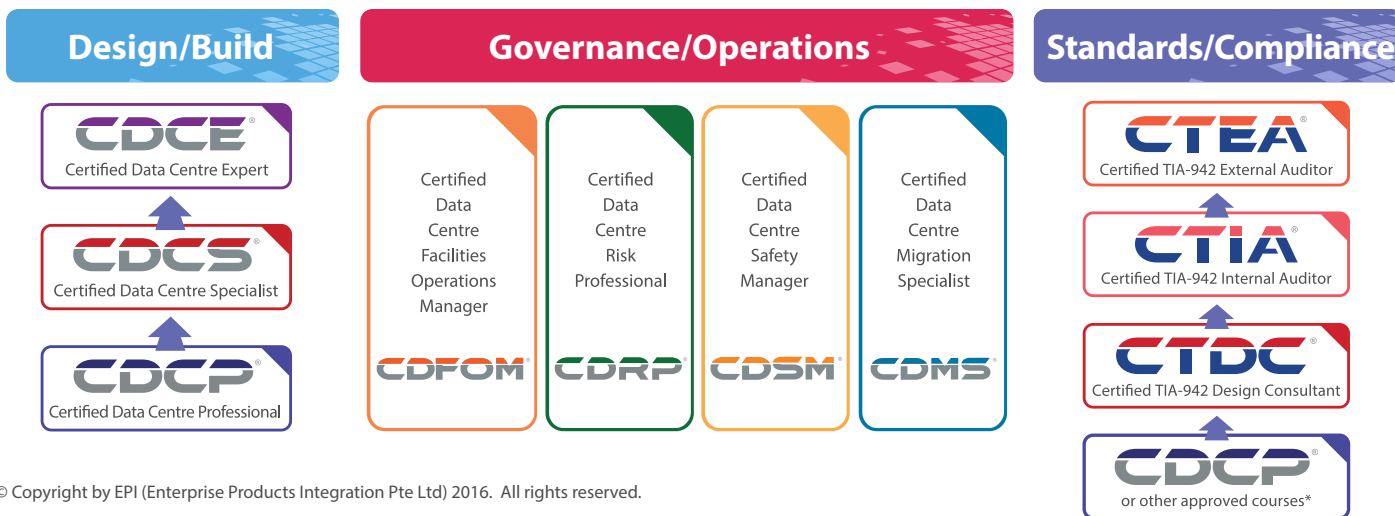 Design/Build
CDCE®
Certified Data Centre Expert
CDCS®
Certified Data Centre Specialist
CDCP®
Certified Data Centre Professional
Governance/Operations
Certified
Data
Centre
Facilities
Operations
Manager
CDFOM®
Certified
Data
Centre
Risk
Professional
CDRP®
Certified
Data
Centre
Safety
Manager
CDSM®
Certified
Data
Centre
Migration
Specialist
CDMS®
Standards/Compliance
CTEA®
Certified TIA-942 External Auditor
CTIA®
Certified TIA-942 Internal Auditor
CTDC®
Certified TIA-942 Design Consultant
CDCP®
or other approved courses*
© Copyright by EPI (Enterprise Products Integration Pte Ltd) 2016. All rights reserved.